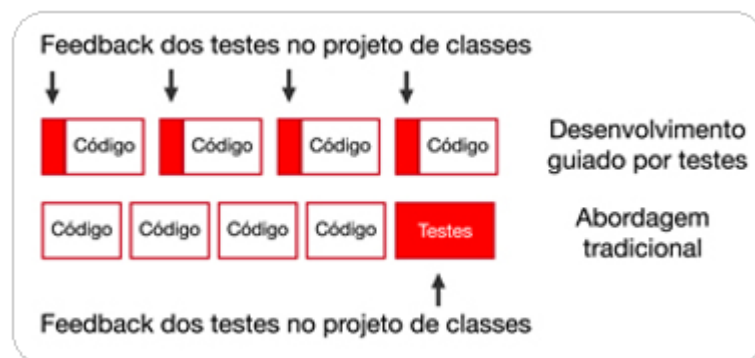 Feedback dos testes no projeto de classes
Código Código Código Código
Desenvolvimento
guiado por testes
Código Código Código Código Testes
Abordagem
tradicional
Feedback dos testes no projeto de classes